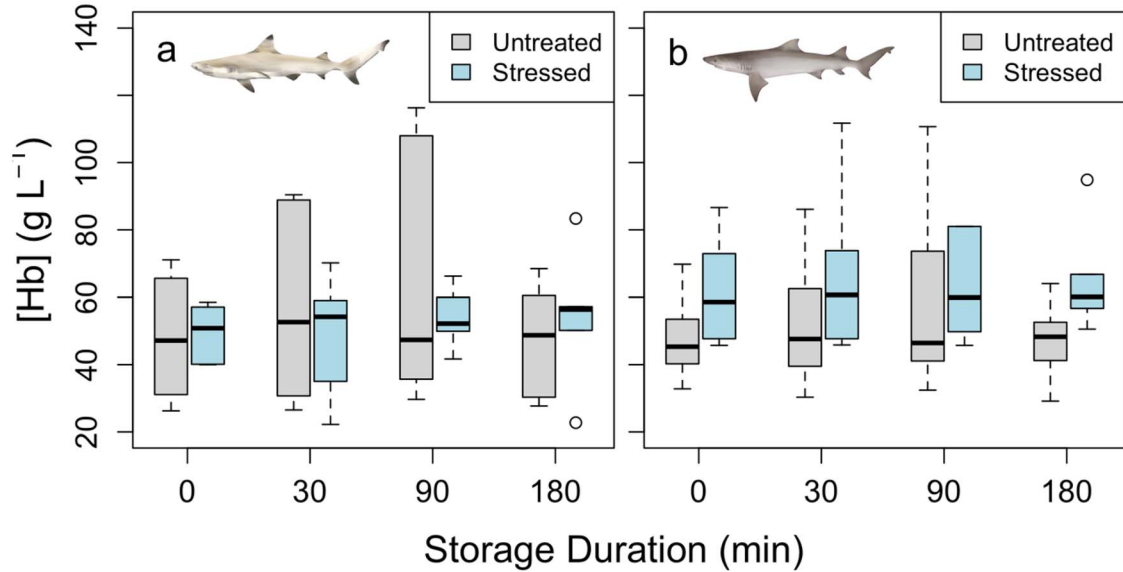 [Hb] (g L⁻¹)
140
100
80
60
40
20
a
Untreated
Stressed
b
Untreated
Stressed
0 30 90 180
0 30 90 180
Storage Duration (min)